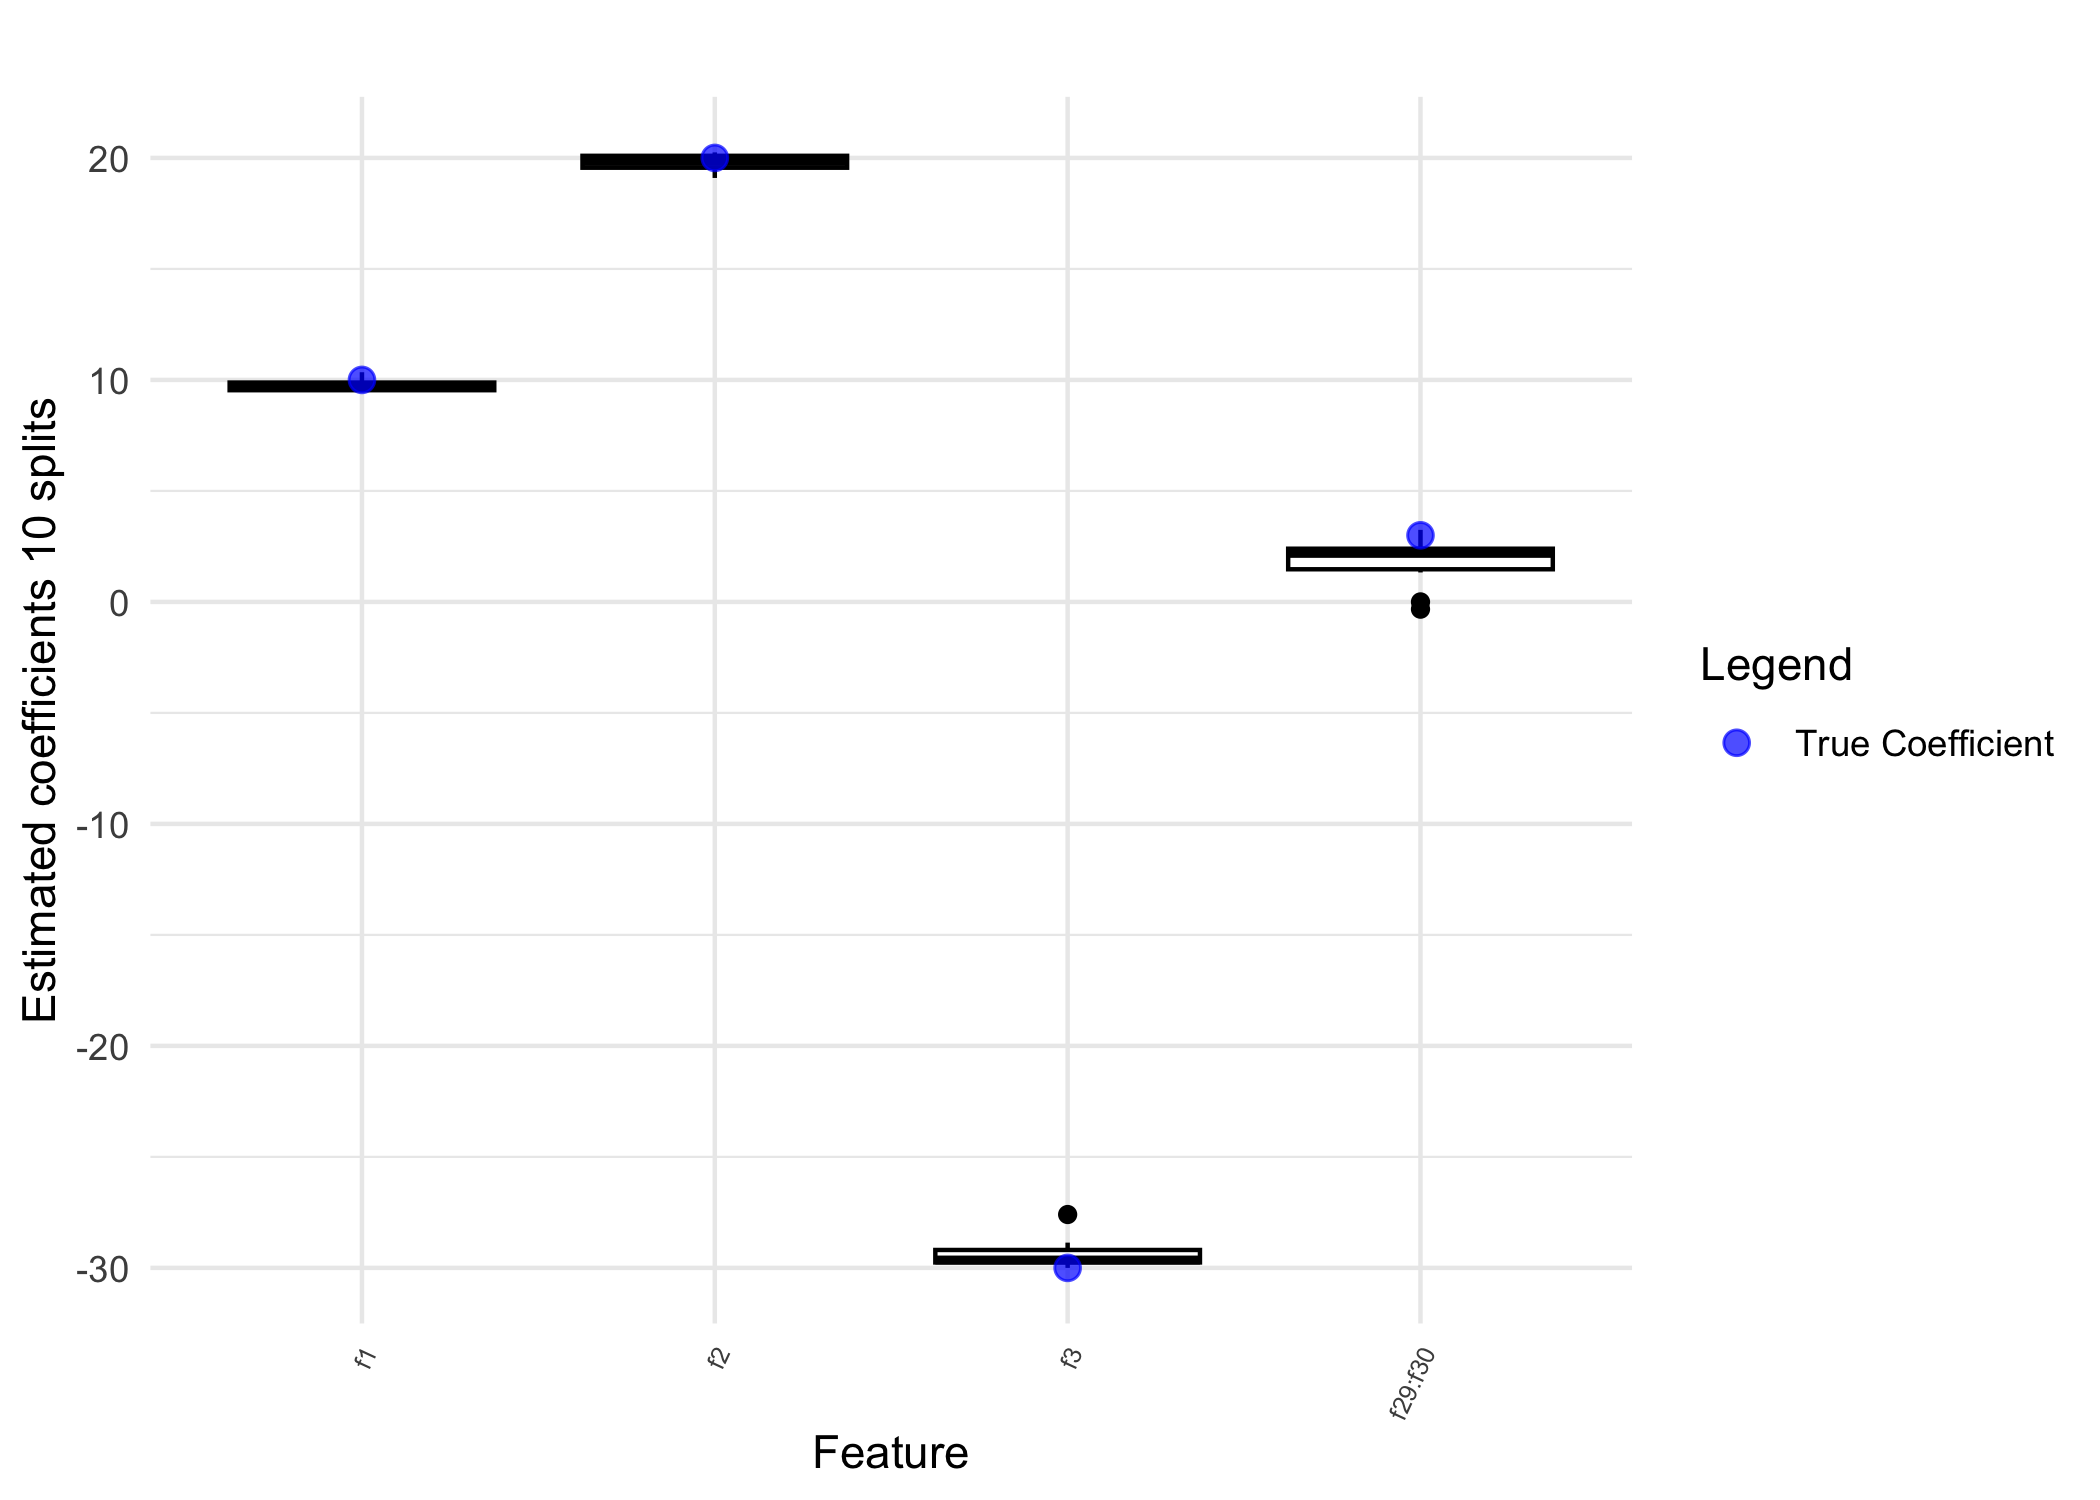 Estimated coefficients 10 splits
20
10
0
-10
-20
-30
f1
f2
f3
f29:f30
Feature
Legend
True Coefficient